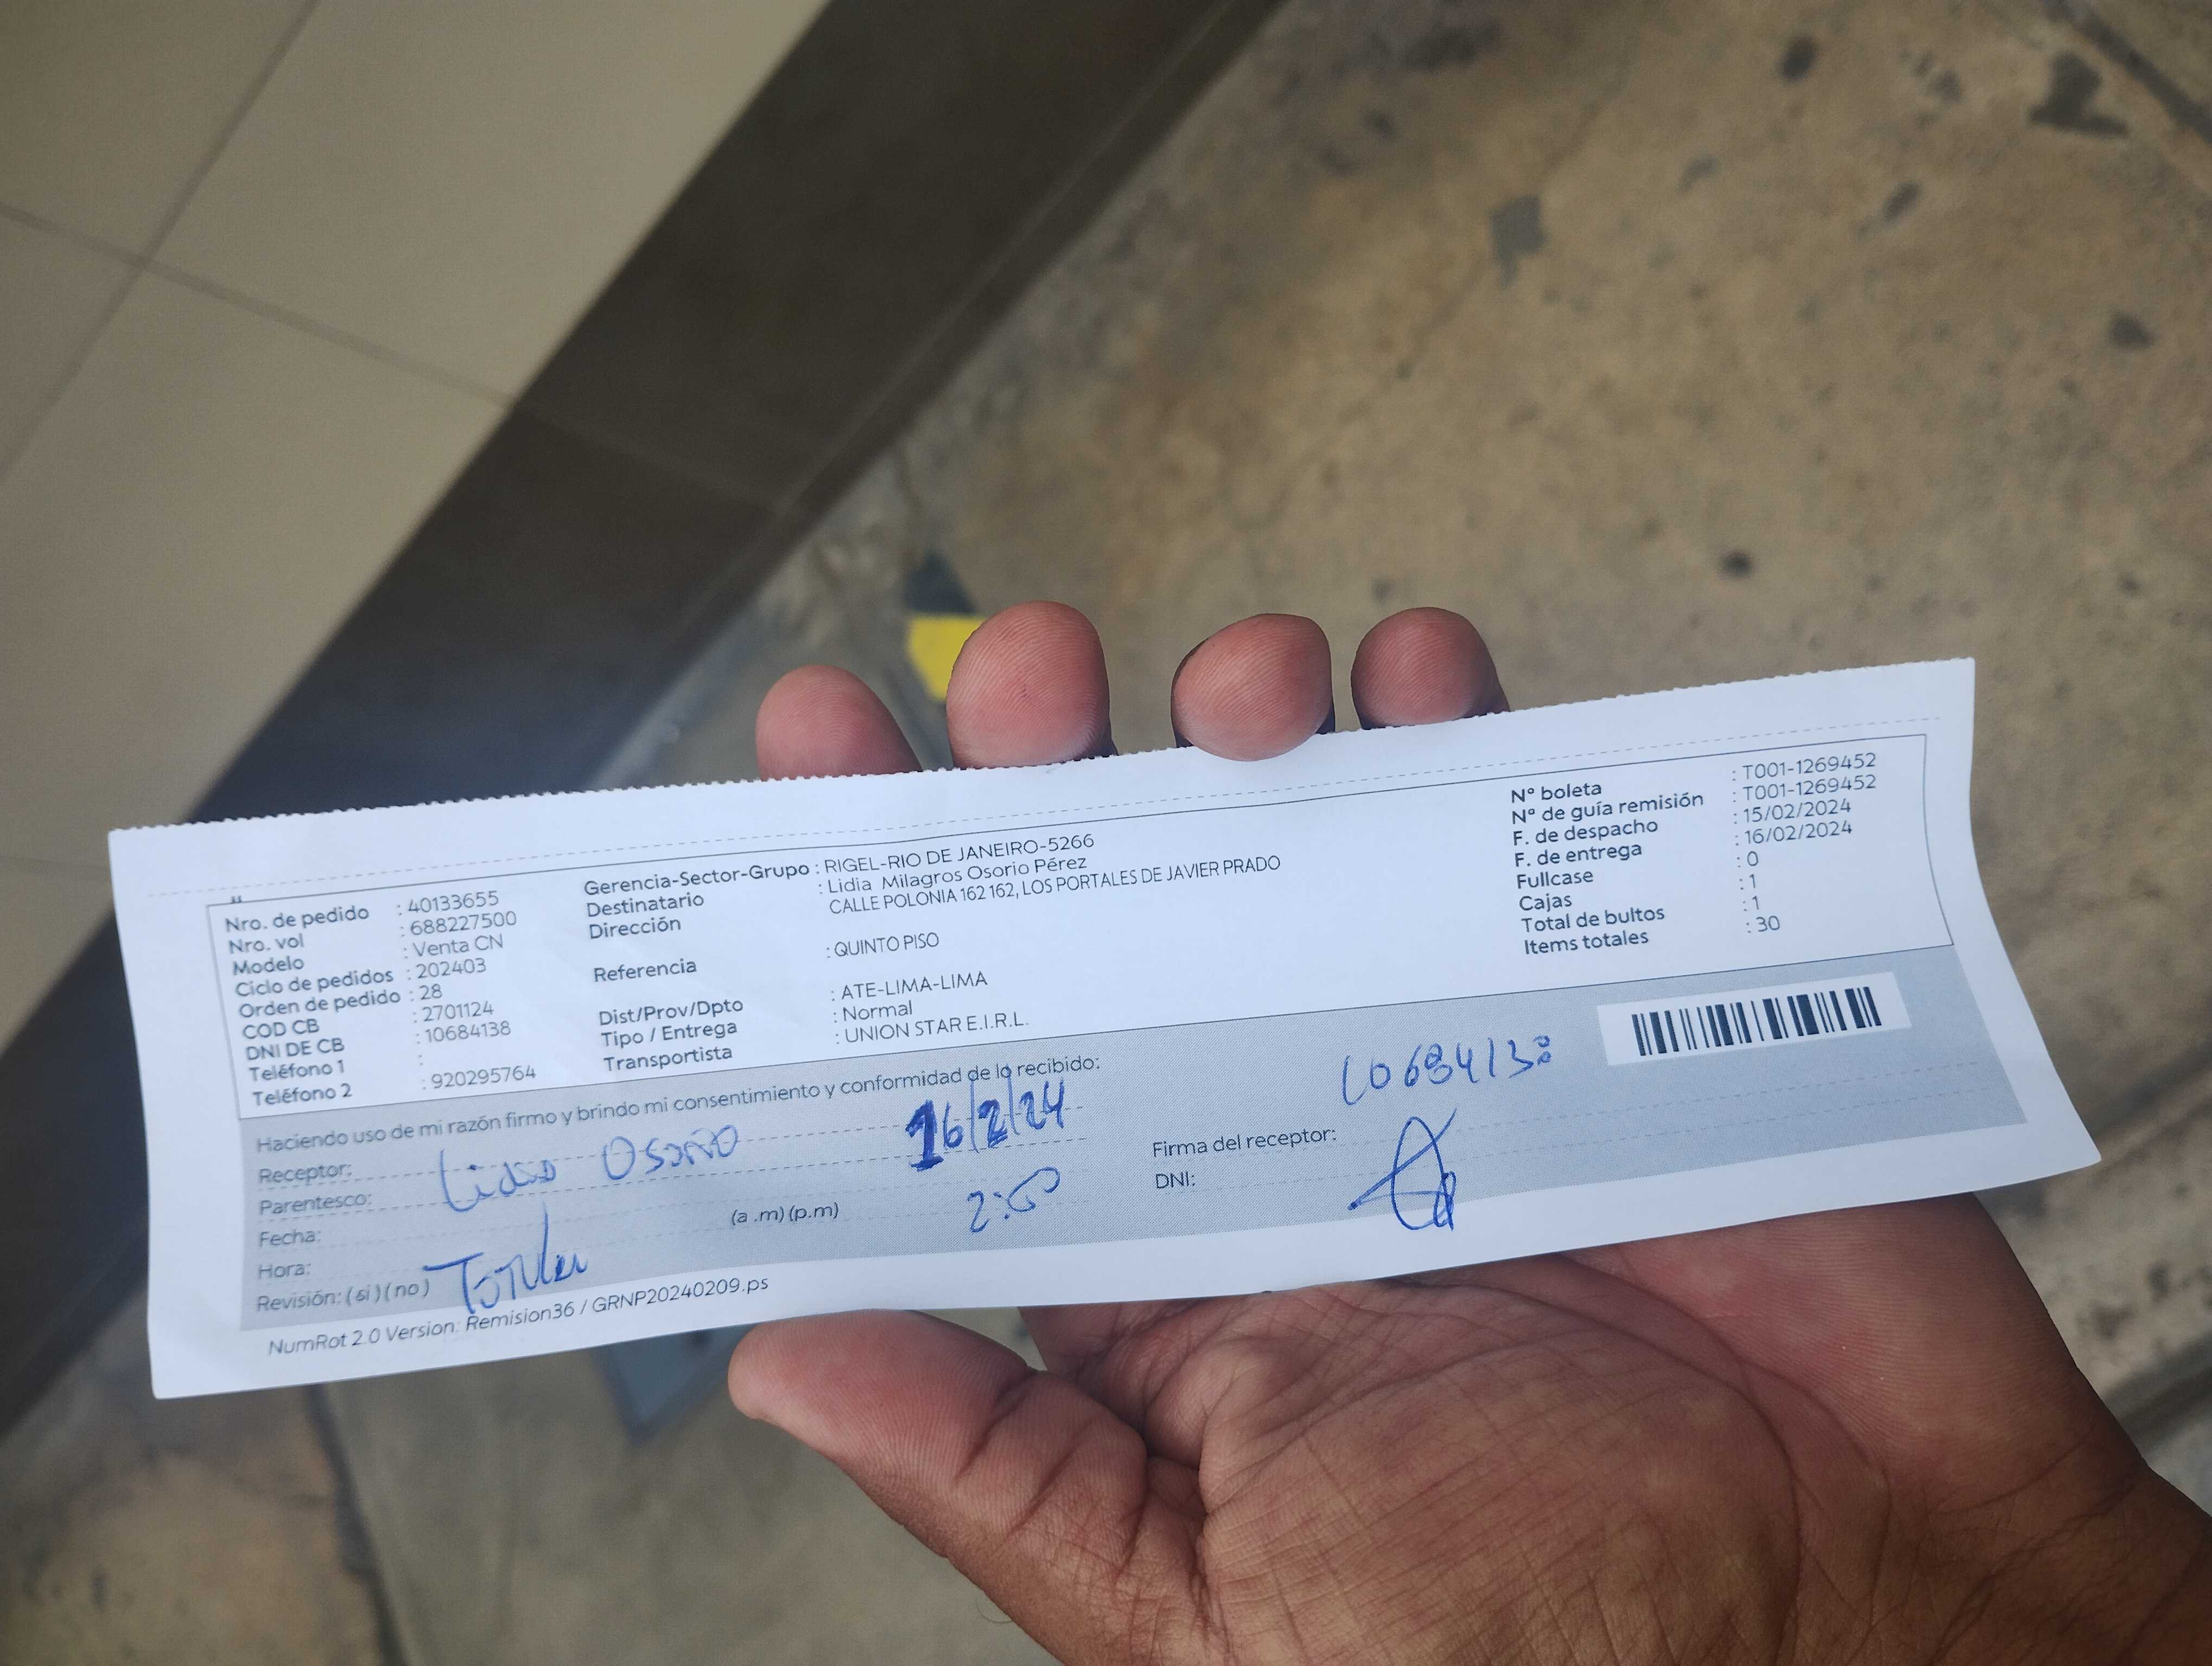 Nro. de pedido : 40133655
Nro. vol : 688227500
Modelo : Venta CN
Ciclo de pedidos : 202403
Orden de pedido : 28
COD CB : 2701124
DNI DE CB : 10684138
Teléfono 1 :
Teléfono 2 : 920295764
Gerencia-Sector-Grupo : RIGEL-RIO DE JANEIRO-5266
Destinatario : Lidia Milagros Osorio Pérez
Dirección CALLE POLONIA 162 162, LOS PORTALES DE JAVIER PRADO
Referencia : QUINTO PISO
Dist/Prov/Dpto : ATE-LIMA-LIMA
Tipo / Entrega : Normal
Transportista : UNION STAR E.I.R.L.
N° boleta : T001-1269452
N° de guía remisión : T001-1269452
F. de despacho : 15/02/2024
F. de entrega : 16/02/2024
Fullcase : 0
Cajas : 1
Total de bultos : 1
Items totales : 30
Haciendo uso de mi razón firmo y brindo mi consentimiento y conformidad de lo recibido:
Receptor: Lidia Osorio
Parentesco:
Fecha: 16/2/24
Hora: (a .m) (p.m) 2:50
Revisión: (si) (no) Titular
Firma del receptor: 10684138
DNI:
NumRot 2.0 Version: Remision36 / GRNP20240209.ps